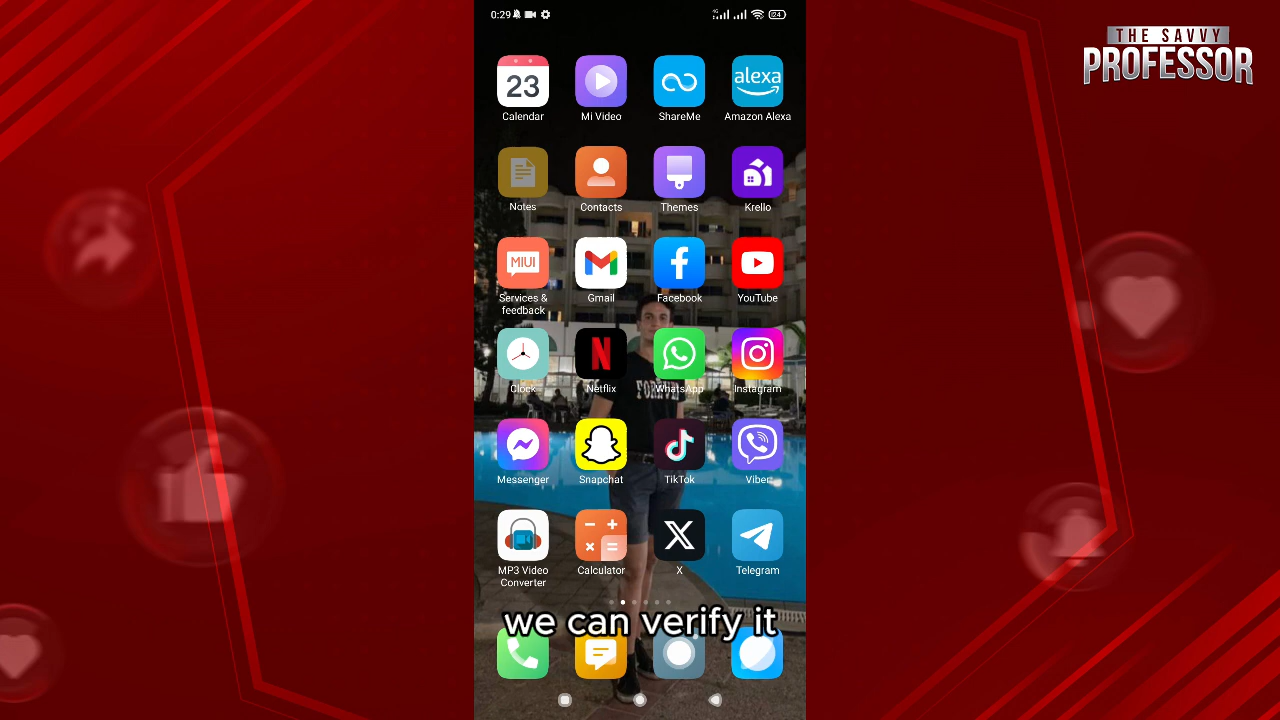 0:29
4G
24
THE SAVVY
PROFESSOR
23
alexa
Calendar
Mi Video
ShareMe
Amazon Alexa
Notes
Contacts
Themes
Krello
MIUI
Services &
feedback
Gmail
Facebook
YouTube
Clock
Netflix
WhatsApp
Instagram
Messenger
Snapchat
TikTok
Viber
MP3 Video
Converter
Calculator
X
Telegram
we can verify it